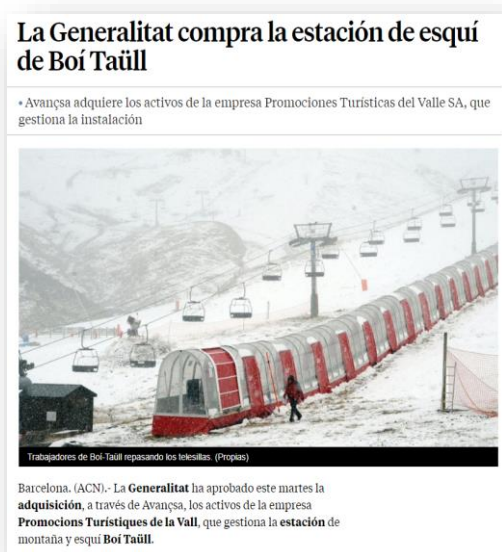 La Generalitat compra la estación de esquí
de Boí Taüll
• Avançsa adquiere los activos de la empresa Promociones Turísticas del Valle SA, que
gestiona la instalación
Trabajadores de Boí-Taüll repasando los telesillas. (Propias)
Barcelona. (ACN).- La Generalitat ha aprobado este martes la
adquisición, a través de Avançsa, los activos de la empresa
Promocions Turístiques de la Vall, que gestiona la estación de
montaña y esquí Boí Taüll.